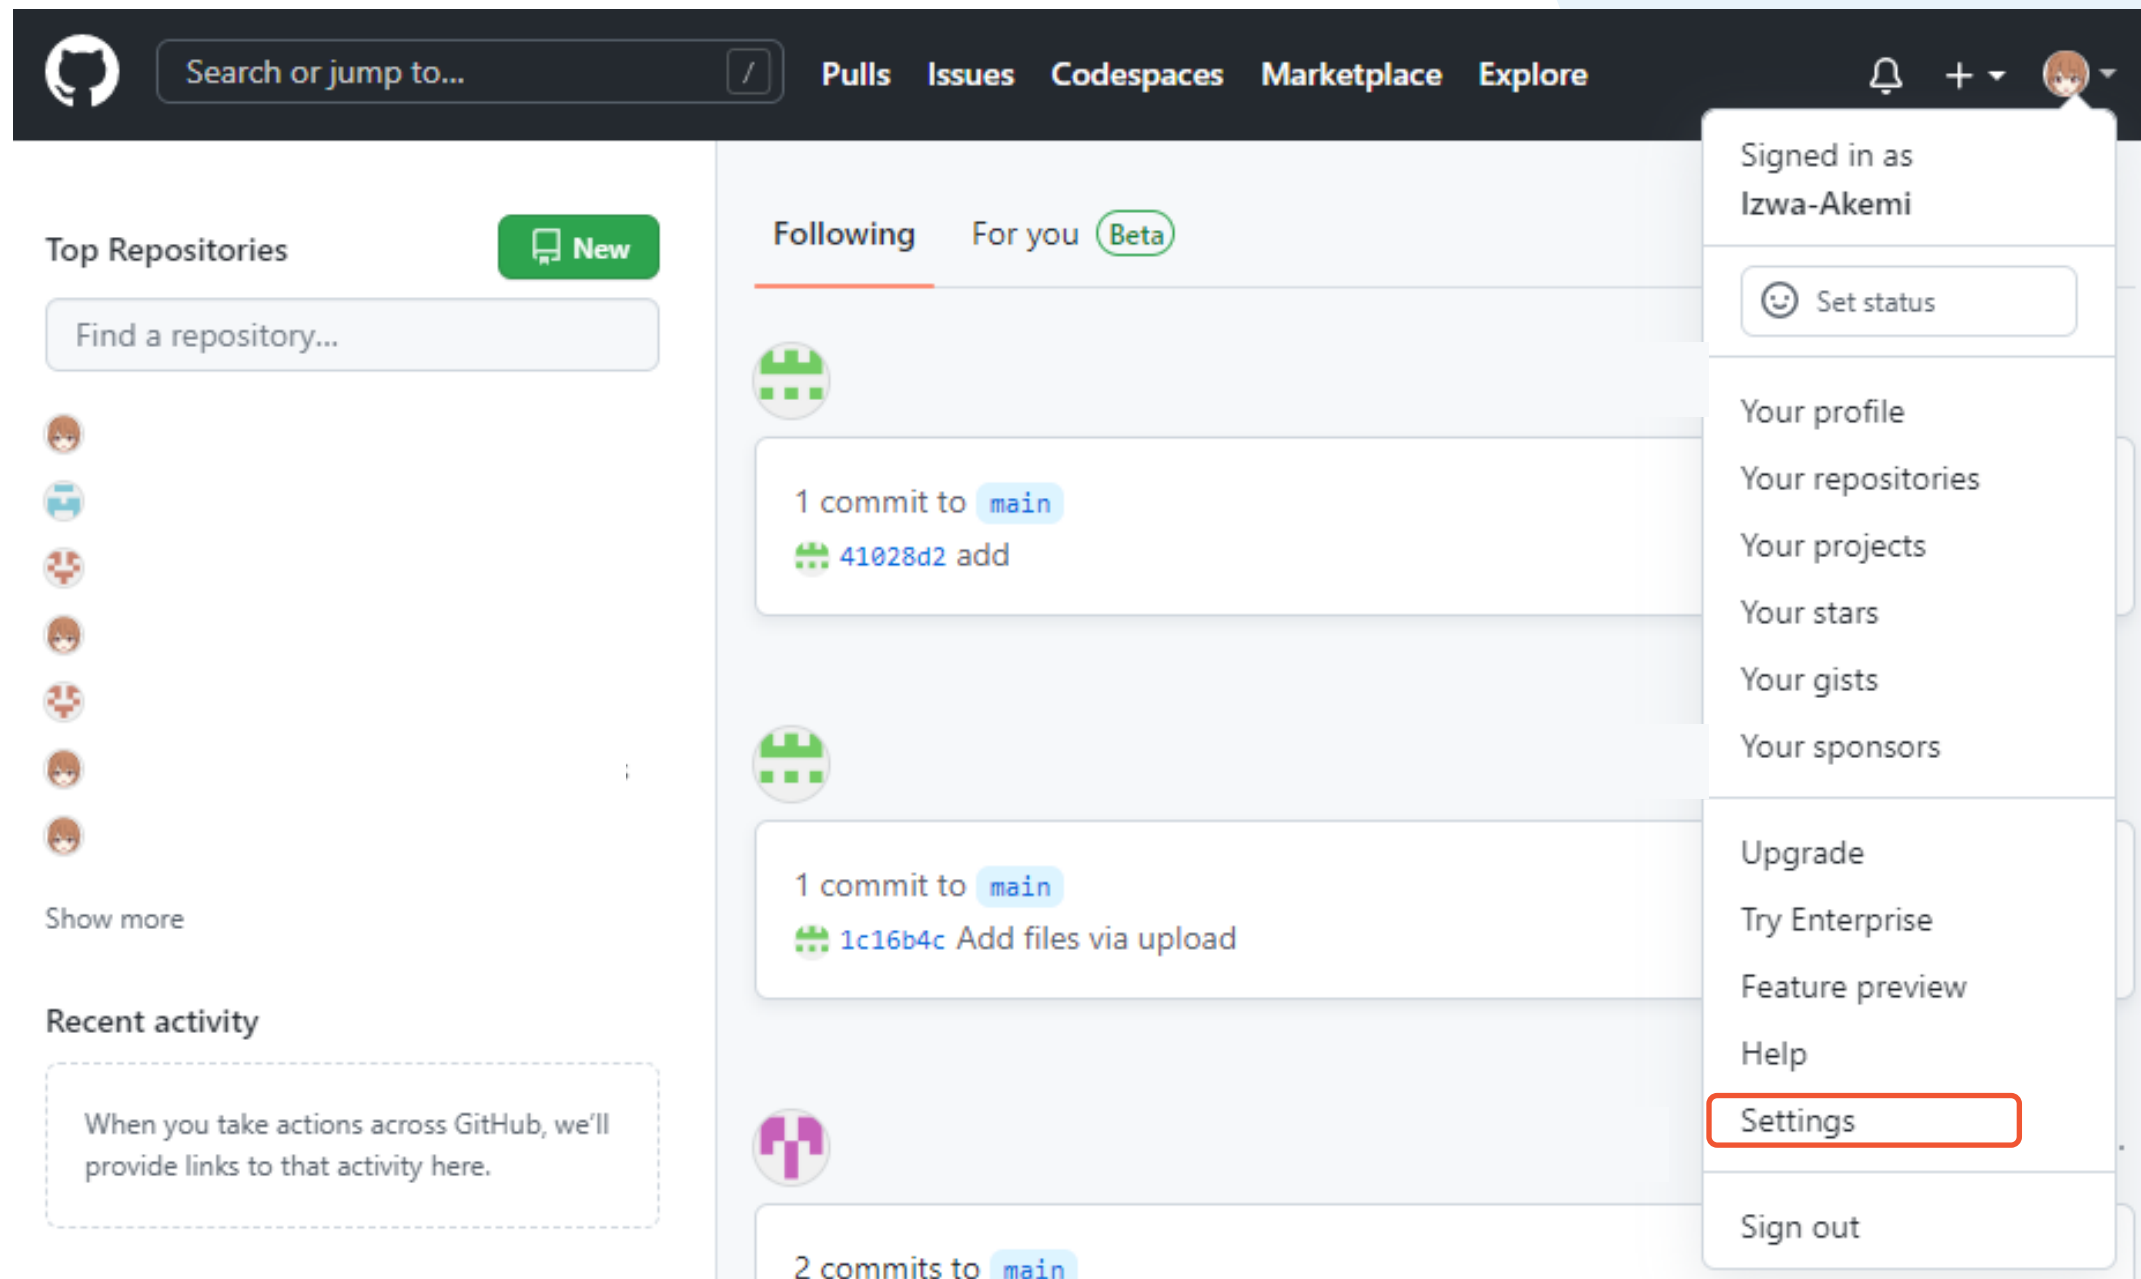 Search or jump to... /
Pulls Issues Codespaces Marketplace Explore
Top Repositories
New
Find a repository...
Show more
Recent activity
When you take actions across GitHub, we'll
provide links to that activity here.
Following For you Beta
1 commit to main
41028d2 add
1 commit to main
1c16b4c Add files via upload
2 commits to main
Signed in as
Izwa-Akemi
Set status
Your profile
Your repositories
Your projects
Your stars
Your gists
Your sponsors
Upgrade
Try Enterprise
Feature preview
Help
Settings
Sign out